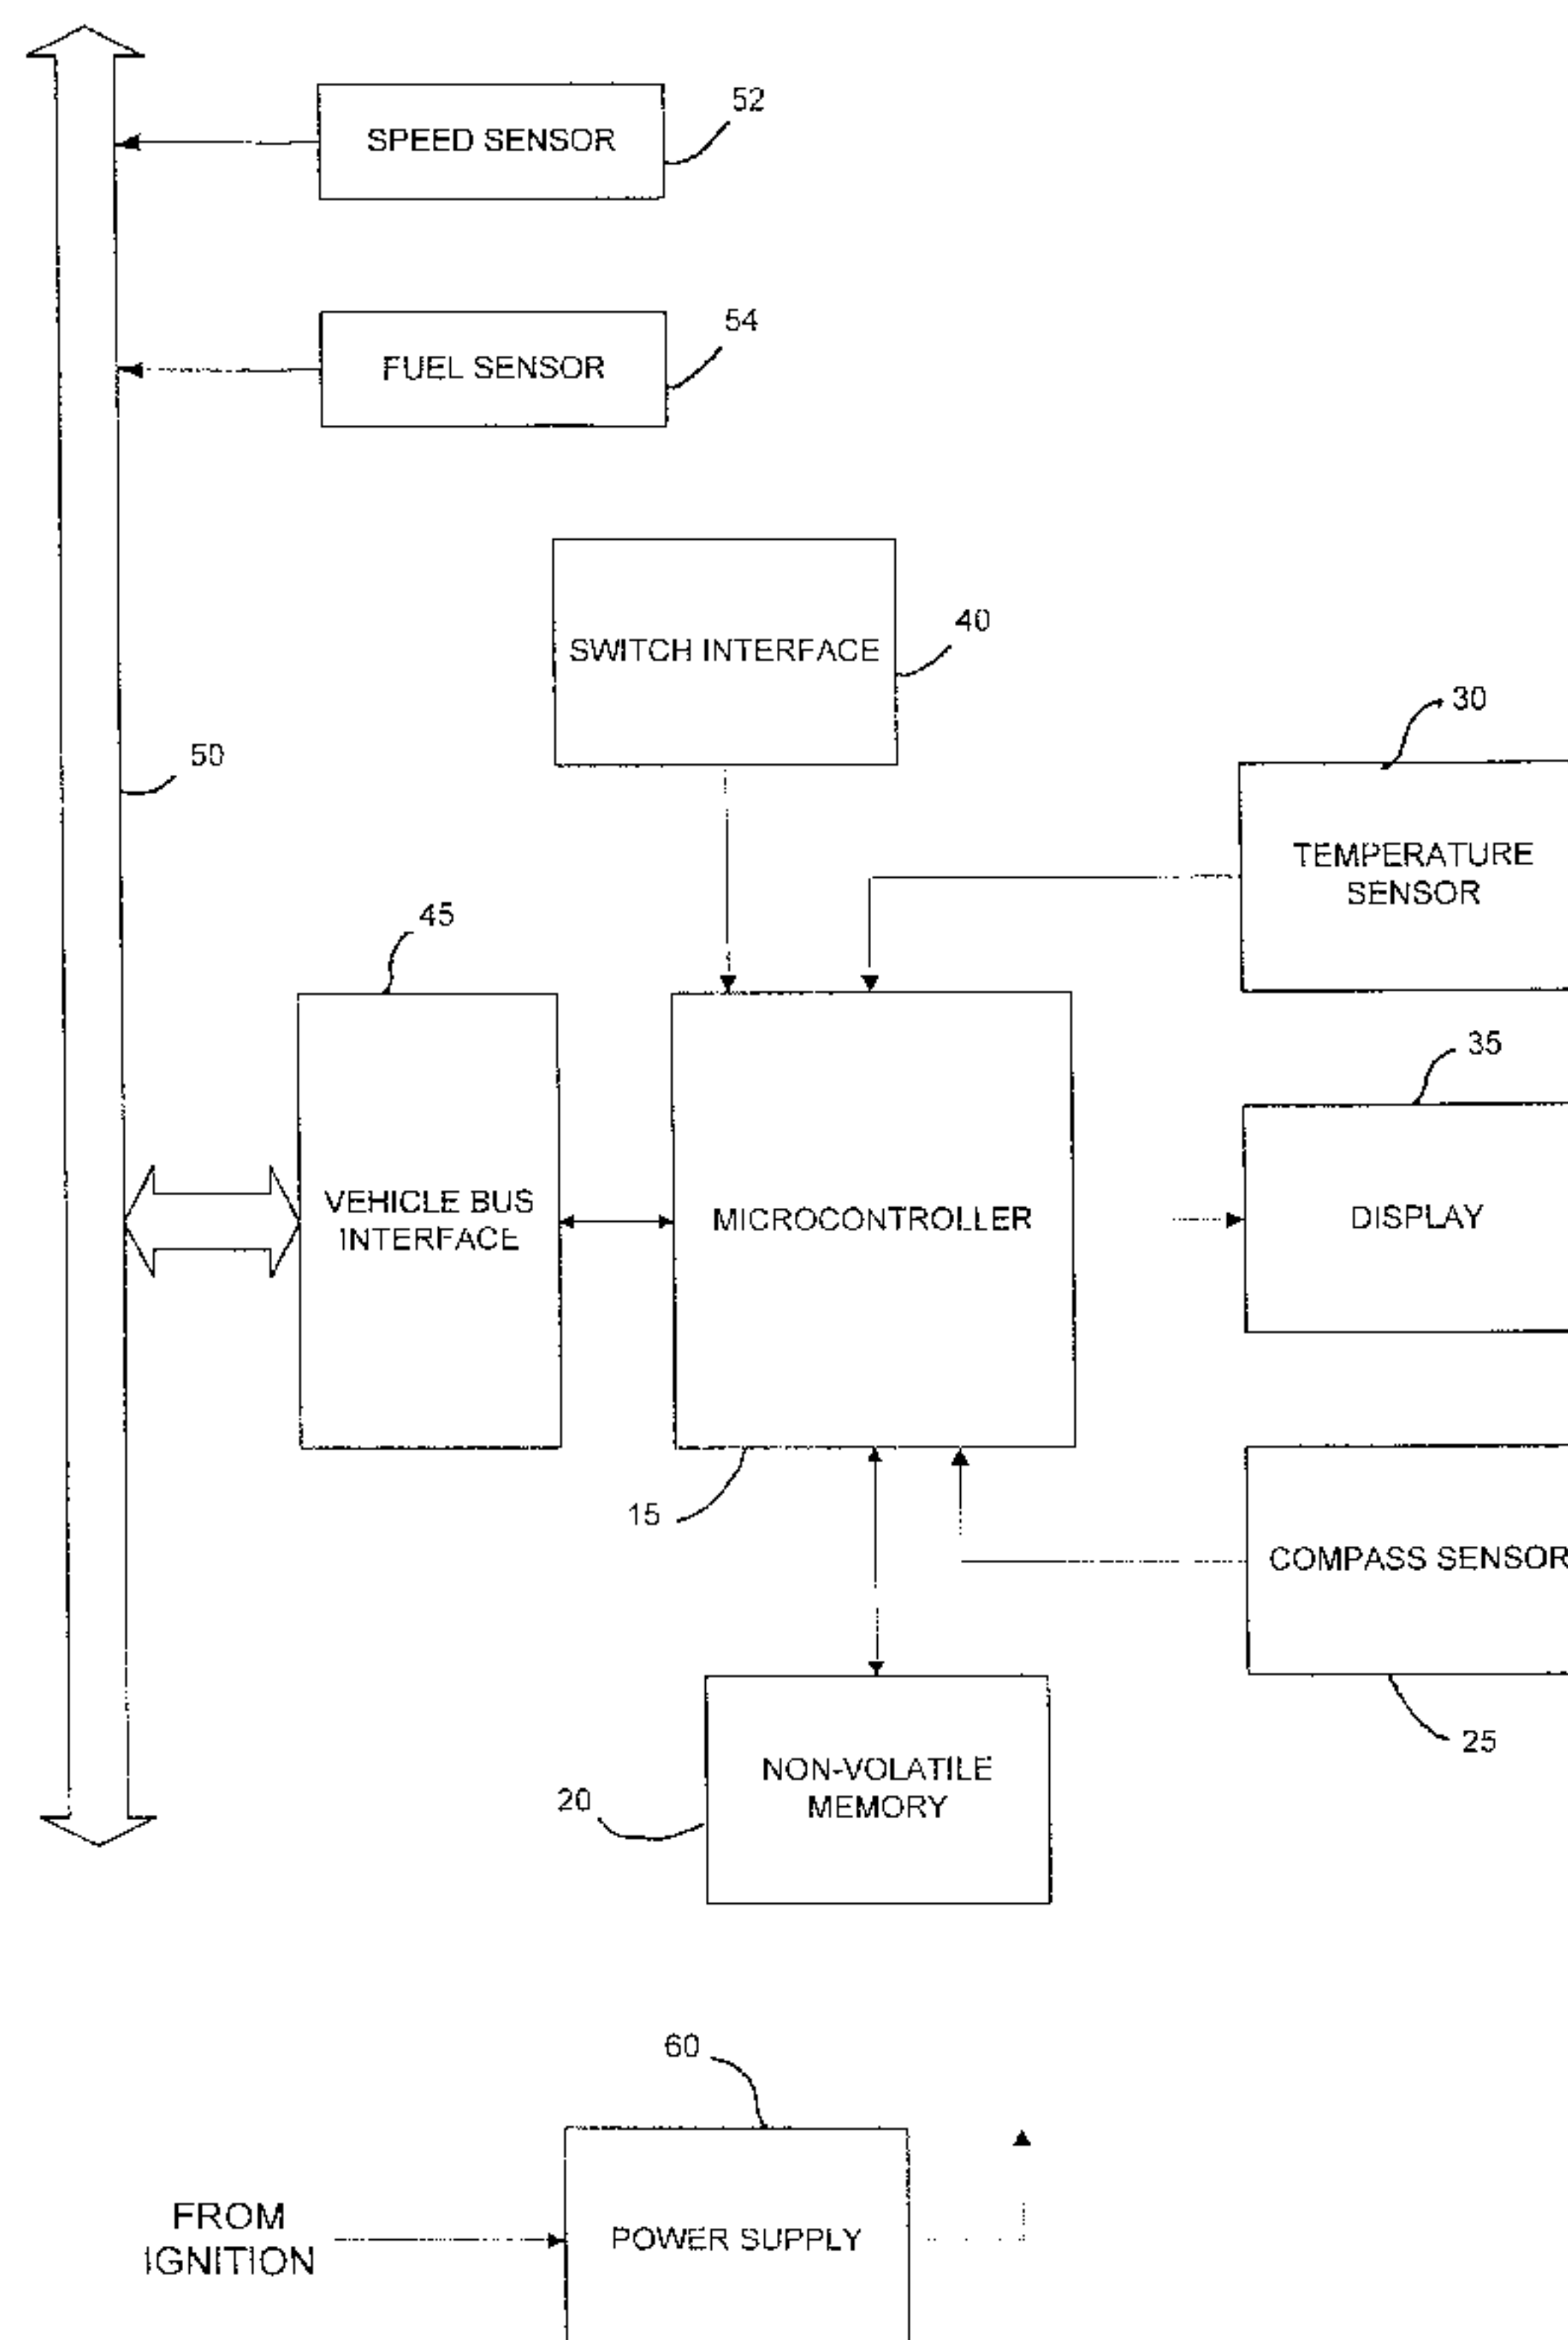 52
SPEED SENSOR
54
FUEL SENSOR
40
SWITCH INTERFACE
30
50
TEMPERATURE
SENSOR
45
35
VEHICLE BUS
INTERFACE
MICROCONTROLLER
DISPLAY
15
COMPASS SENSOR
25
NON-VOLATILE
MEMORY
20
60
FROM
IGNITION
POWER SUPPLY